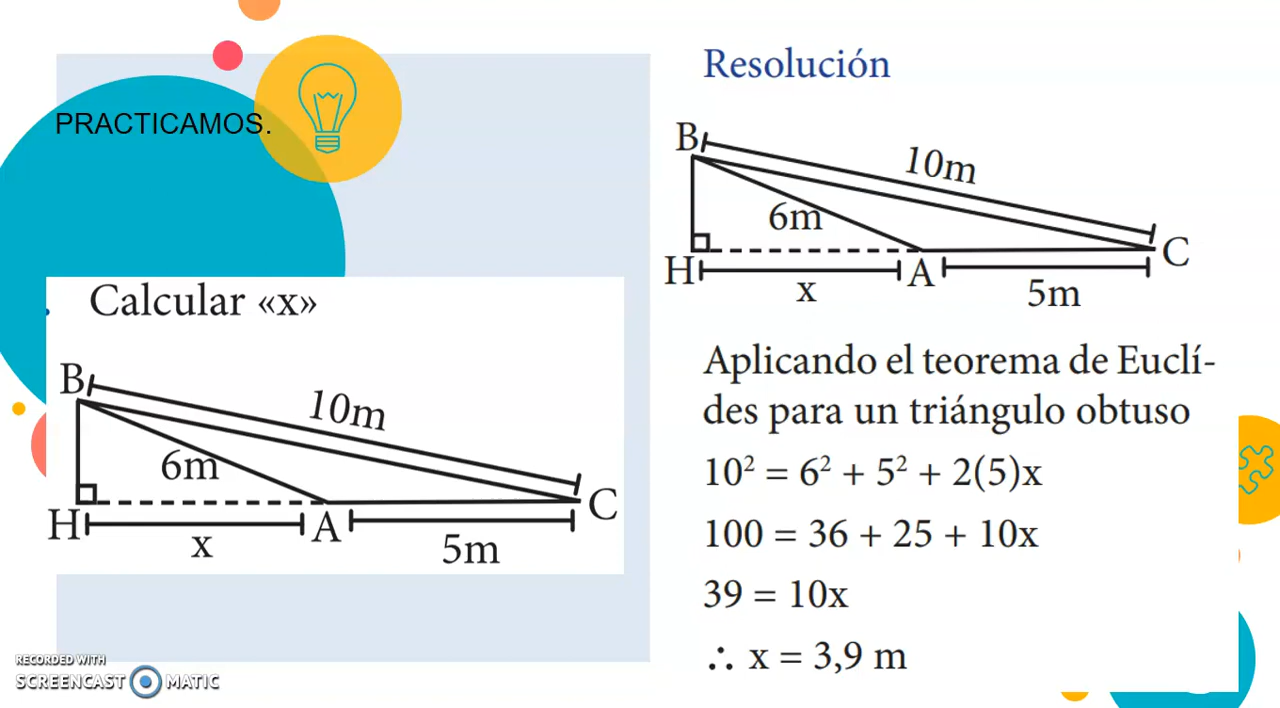 PRACTICAMOS.
Calcular «x»
B
10m
6m
H
x
A
5m
C
RECORDED WITH
SCREENCAST MATIC
Resolución
B
10m
6m
H
x
A
5m
C
Aplicando el teorema de Euclí-
des para un triángulo obtuso
10² = 6² + 5² + 2(5)x
100 = 36 + 25 + 10x
39 = 10x
∴ x = 3,9 m